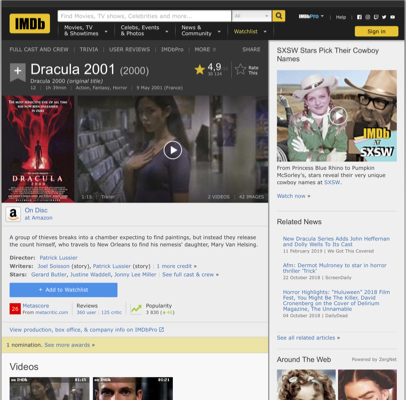 IMDb
Find Movies, TV shows, Celebrities and more...
All
IMDbPro
Help
Movies, TV & Showtimes
Celebs, Events & Photos
News & Community
Watchlist
Sign in
FULL CAST AND CREW | TRIVIA | USER REVIEWS | IMDbPro | MORE
SHARE
Dracula 2001 (2000)
Dracula 2000 (original title)
12 | 1h 39min | Action, Fantasy, Horror | 9 May 2001 (France)
4,9
Rate This
DRACULA
1:15 | Trailer
2 VIDEOS | 62 IMAGES
On Disc
at Amazon
A group of thieves breaks into a chamber expecting to find paintings, but instead they release
the count himself, who travels to New Orleans to find his nemesis' daughter, Mary Van Helsing.
Director: Patrick Lussier
Writers: Joel Soisson (story), Patrick Lussier (story) | 1 more credit »
Stars: Gerard Butler, Justine Waddell, Jonny Lee Miller | See full cast & crew »
+ Add to Watchlist
26
Metascore
From metacritic.com
Reviews
360 user | 125 critic
Popularity
3 830
View production, box office, & company info on IMDbPro
1 nomination. See more awards »
Videos
SXSW Stars Pick Their Cowboy
Names
IMDb
at
SXSW
From Princess Blue Rhino to Pumpkin
McSorley's, stars reveal their very unique
cowboy names at SXSW.
Watch now »
Related News
New Dracula Series Adds John Heffernan
and Dolly Wells To Its Cast
11 February 2019 | We Got This Covered
Afm: Dermot Mulroney to star in horror
thriller 'Trick'
22 October 2018 | ScreenDaily
Horror Highlights: "Huluween" 2018 Film
Fest, You Might Be The Killer, David
Cronenberg on the Cover of Delirium
Magazine, The Unnamable
04 October 2018 | DailyDead
See all related articles »
Around The Web
Powered by ZergNet